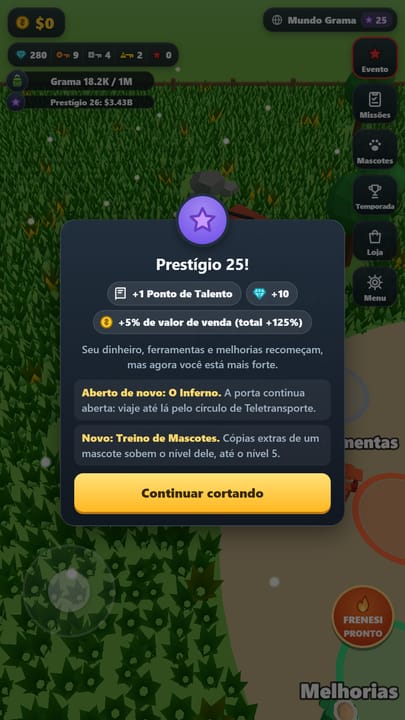 $0
Mundo Grama ★ 25
280 9 4 2 0
Grama 18.2K / 1M
Prestígio 26: $3.43B
Evento
Missões
Mascotes
Temporada
Loja
Menu
Prestígio 25!
+1 Ponto de Talento
+10
+5% de valor de venda (total +125%)
Seu dinheiro, ferramentas e melhorias recomeçam,
mas agora você está mais forte.
Aberto de novo: O Inferno. A porta continua
aberta: viaje até lá pelo círculo de Teletransporte.
Novo: Treino de Mascotes. Cópias extras de um
mascote sobem o nível dele, até o nível 5.
mentas
Continuar cortando
FRENESI
PRONTO
Melhorias